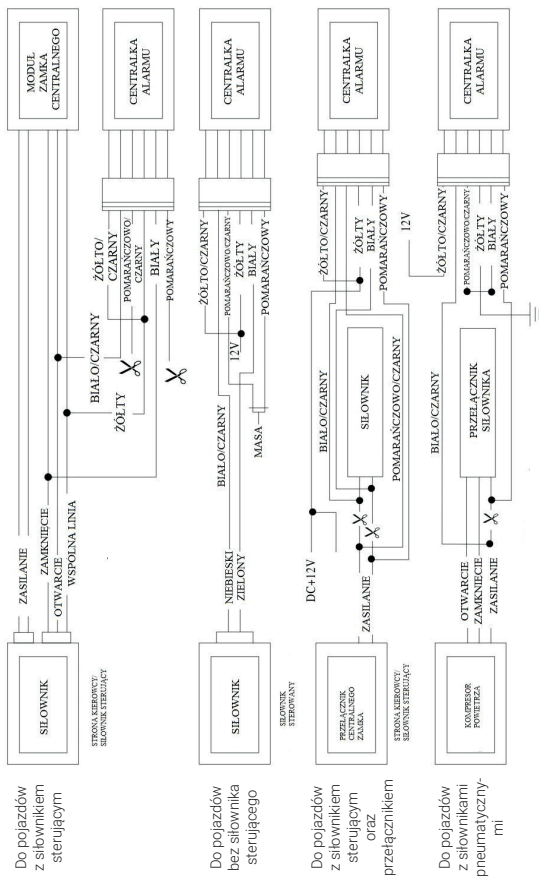 MODUŁ
ZAMKA
CENTRALNEGO
CENTRALKA
ALARMU
CENTRALKA
ALARMU
CENTRALKA
ALARMU
CENTRALKA
ALARMU
ŻÓŁTO/
CZARNY
POMARAŃCZOWO/
CZARNY
BIAŁY
POMARAŃCZOWY
BIAŁO/CZARNY
ŻÓŁTY
ZASILANIE
ZAMKNIĘCIE
OTWARCIE
WSPOLNA LINIA
SIŁOWNIK
STRONA KIEROWCY/
SIŁOWNIK STERUJĄCY
Do pojazdów
z siłownikiem
sterującym
ŻÓŁTO/CZARNY
POMARAŃCZOWO/CZARNY
ŻÓŁTY
BIAŁY
POMARAŃCZOWY
12V
BIAŁO/CZARNY
MASA
NIEBIESKI
ZIELONY
SIŁOWNIK
SIŁOWNIK
STEROWANY
Do pojazdów
bez siłownika
sterującego
ŻÓŁTO/CZARNY
ŻÓŁTY
BIAŁY
POMARAŃCZOWY
BIAŁO/CZARNY
SIŁOWNIK
POMARAŃCZOWO/CZARNY
DC+12V
ZASILANIE
PRZEŁĄCZNIK
CENTRALNEGO
ZAMKA
STRONA KIEROWCY/
SIŁOWNIK STERUJĄCY
Do pojazdów
z siłownikiem
sterującym
oraz
przełącznikiem
12V
ŻÓŁTO/CZARNY
POMARAŃCZOWO/CZARNY
ŻÓŁTY
BIAŁY
POMARAŃCZOWY
BIAŁO/CZARNY
PRZEŁĄCZNIK
SIŁOWNIKA
OTWARCIE
ZAMKNIĘCIE
ZASILANIE
KOMPRESOR
POWIETRZA
Do pojazdów
z siłownikami
pneumatyczny-
mi